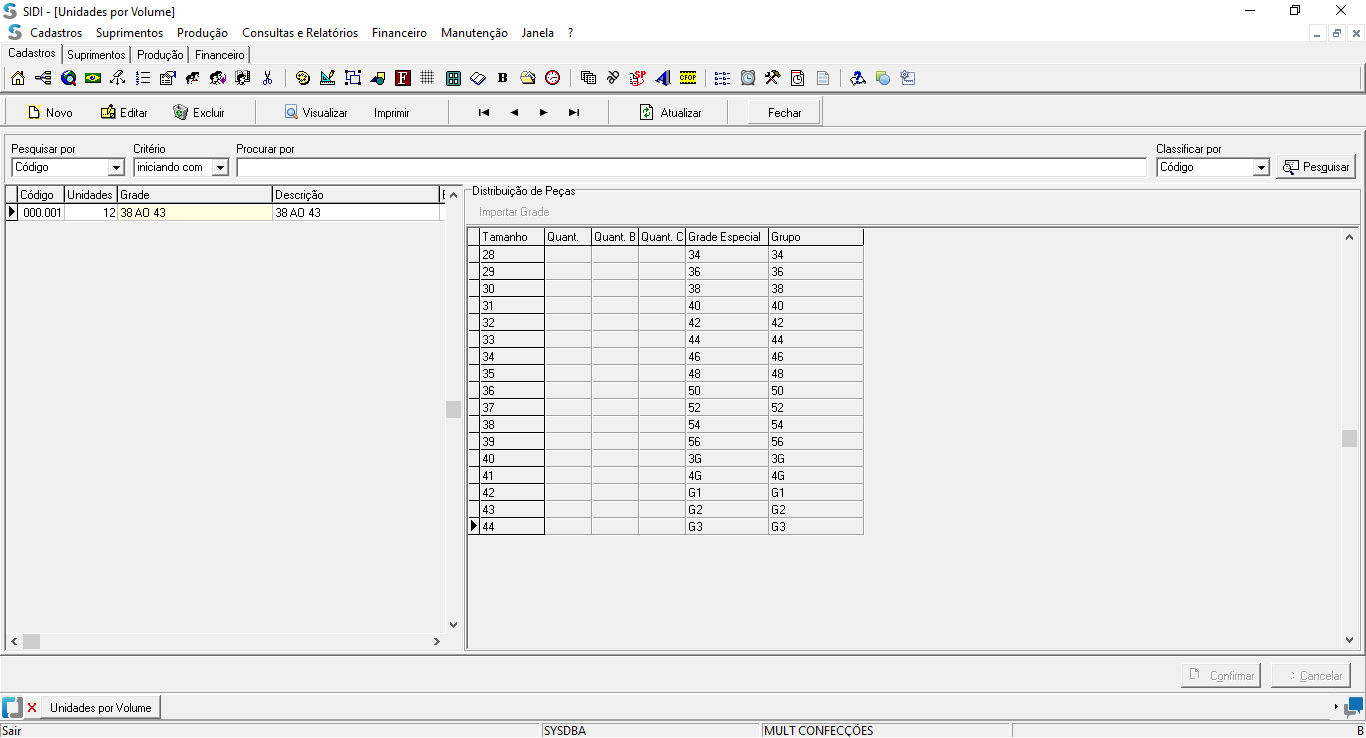 SIDI - [Unidades por Volume]
Cadastros Suprimentos Produção Consultas e Relatórios Financeiro Manutenção Janela ?
Cadastros Suprimentos Produção Financeiro
Novo Editar Excluir Visualizar Imprimir Atualizar Fechar
Pesquisar por Critério Procurar por Classificar por
Código iniciando com Código Pesquisar
Código Unidades Grade Descrição
000.001 12 38 AO 43 38 AO 43
Distribuição de Peças
Importar Grade
Tamanho Quant. Quant. B Quant. C Grade Especial Grupo
28 34 34
29 36 36
30 38 38
31 40 40
32 42 42
33 44 44
34 46 46
35 48 48
36 50 50
37 52 52
38 54 54
39 56 56
40 3G 3G
41 4G 4G
42 G1 G1
43 G2 G2
44 G3 G3
Confirmar Cancelar
Unidades por Volume
Sair SYSDBA MULT CONFECÇÕES B